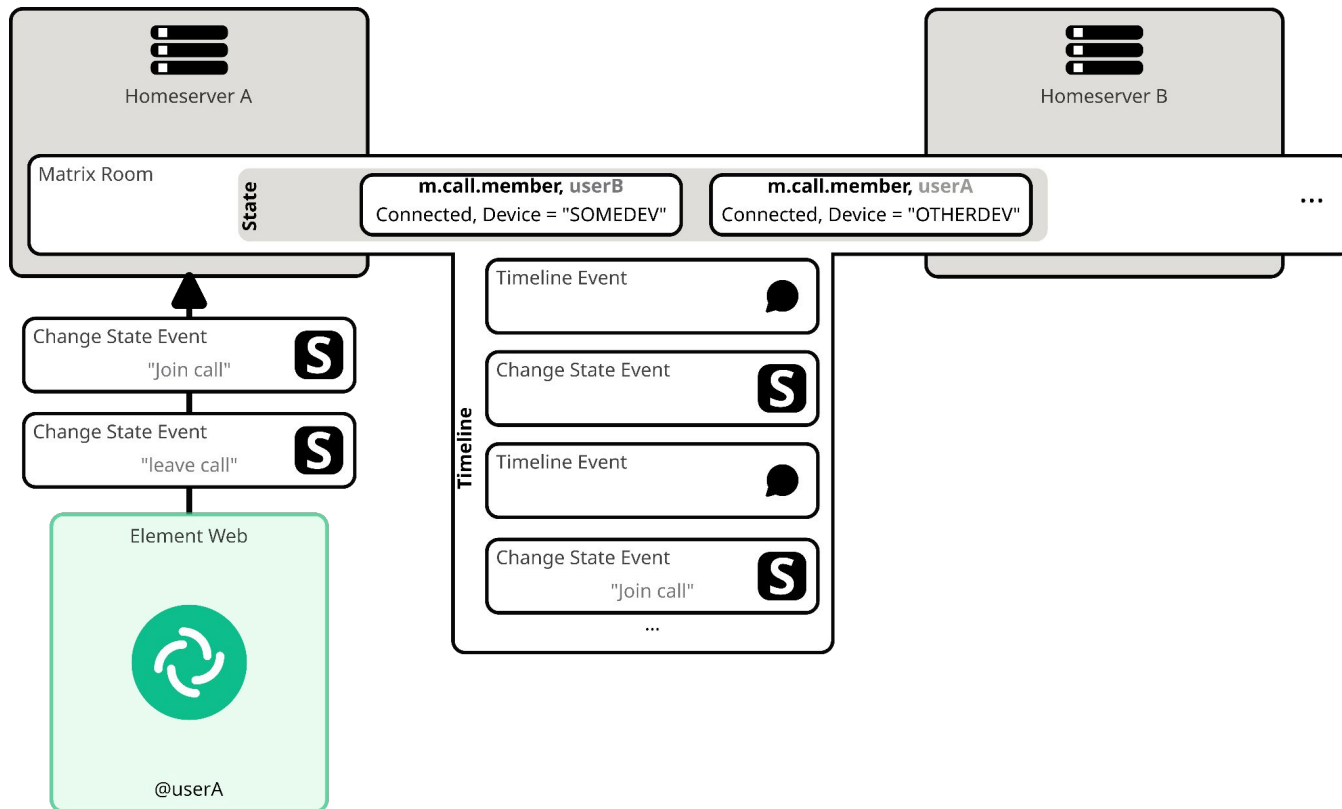 Homeserver A
Homeserver B
Matrix Room
State
m.call.member, userB
Connected, Device = "SOMEDEV"
m.call.member, userA
Connected, Device = "OTHERDEV"
...
Change State Event
"Join call"
S
Change State Event
"leave call"
S
Element Web
@userA
Timeline
Timeline Event
Change State Event
S
Timeline Event
Change State Event
"Join call"
S
...